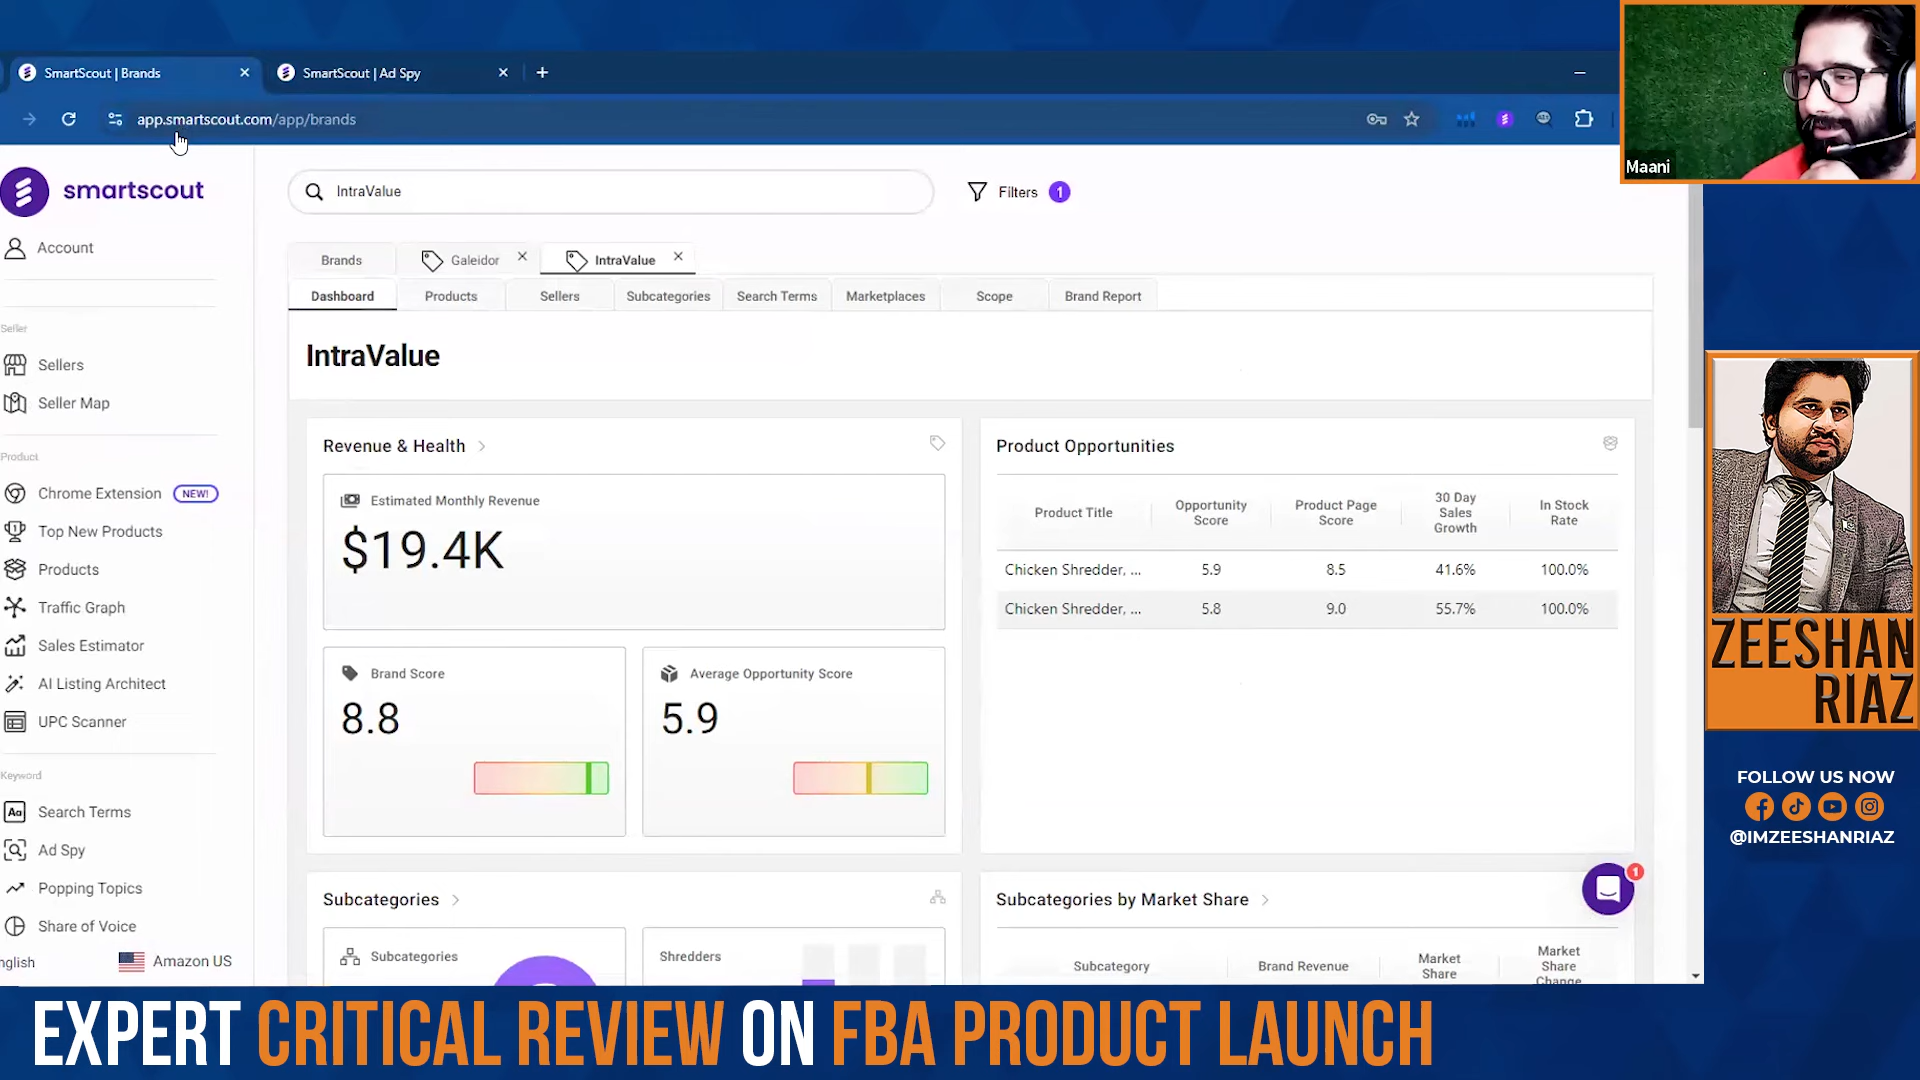 SmartScout | Brands
SmartScout | Ad Spy
app.smartscout.com/app/brands
Maani
smartscout
IntraValue
Filters 1
Account
Brands
Galeidor
IntraValue
Dashboard
Products
Sellers
Subcategories
Search Terms
Marketplaces
Scope
Brand Report
Seller
Sellers
Seller Map
Product
Chrome Extension NEW!
Top New Products
Products
Traffic Graph
Sales Estimator
AI Listing Architect
UPC Scanner
Keyword
Search Terms
Ad Spy
Popping Topics
Share of Voice
nglish
Amazon US
IntraValue
Revenue & Health
Estimated Monthly Revenue
$19.4K
Brand Score
8.8
Average Opportunity Score
5.9
Product Opportunities
Product Title
Opportunity
Score
Product Page
Score
30 Day
Sales
Growth
In Stock
Rate
Chicken Shredder, ... 5.9 8.5 41.6% 100.0%
Chicken Shredder, ... 5.8 9.0 55.7% 100.0%
Subcategories
Subcategories
Shredders
Subcategories by Market Share
Subcategory
Brand Revenue
Market
Share
Market
Share
Change
1
ZEESHAN
RIAZ
FOLLOW US NOW
@IMZEESHANRIAZ
EXPERT CRITICAL REVIEW ON FBA PRODUCT LAUNCH